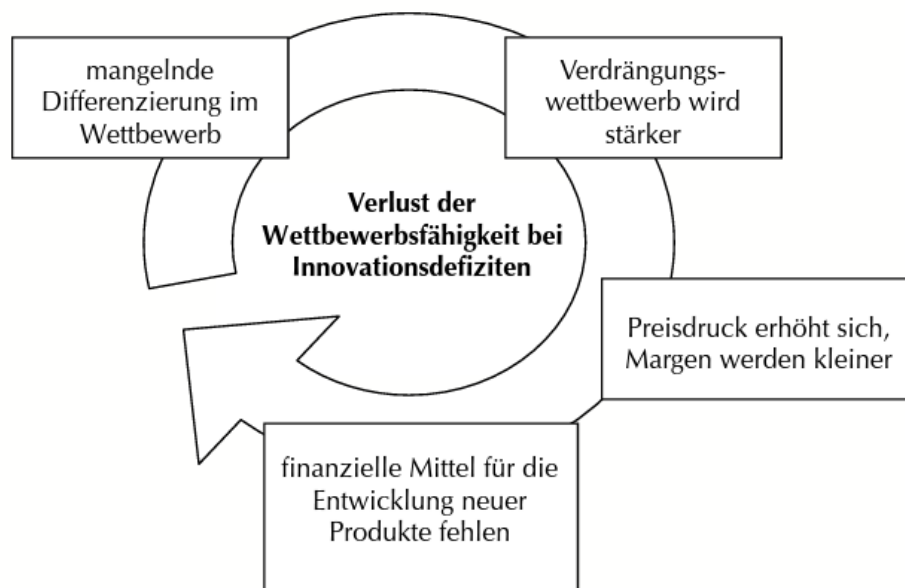 mangelnde
Differenzierung im
Wettbewerb
Verdrängungs-
wettbewerb wird
stärker
Verlust der
Wettbewerbsfähigkeit bei
Innovationsdefiziten
Preisdruck erhöht sich,
Margen werden kleiner
finanzielle Mittel für die
Entwicklung neuer
Produkte fehlen